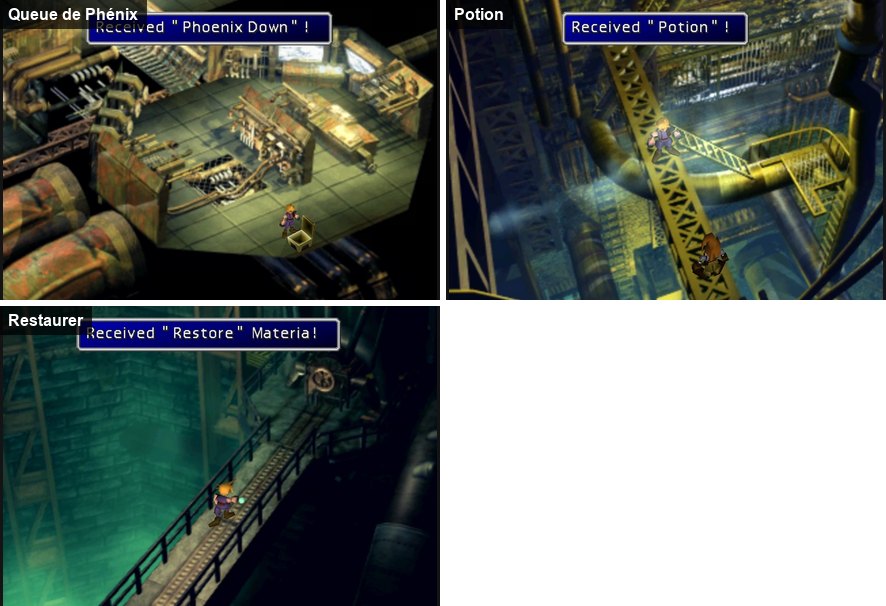 Queue de Phénix
Received "Phoenix Down"!
Potion
Received "Potion"!
Restaurer
Received "Restore" Materia!